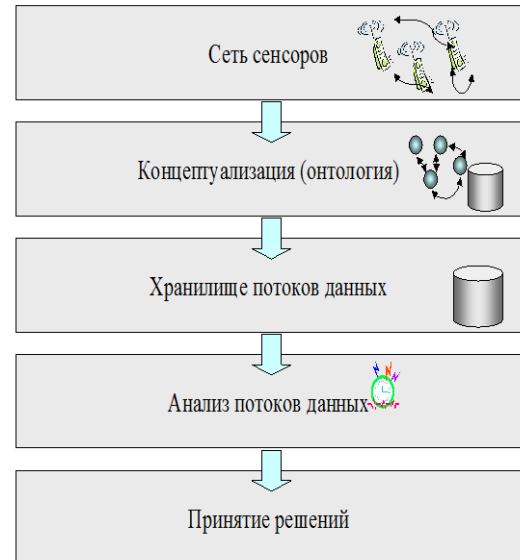 Сеть сенсоров
Концептуализация (онтология)
Хранилище потоков данных
Анализ потоков данных
Принятие решений